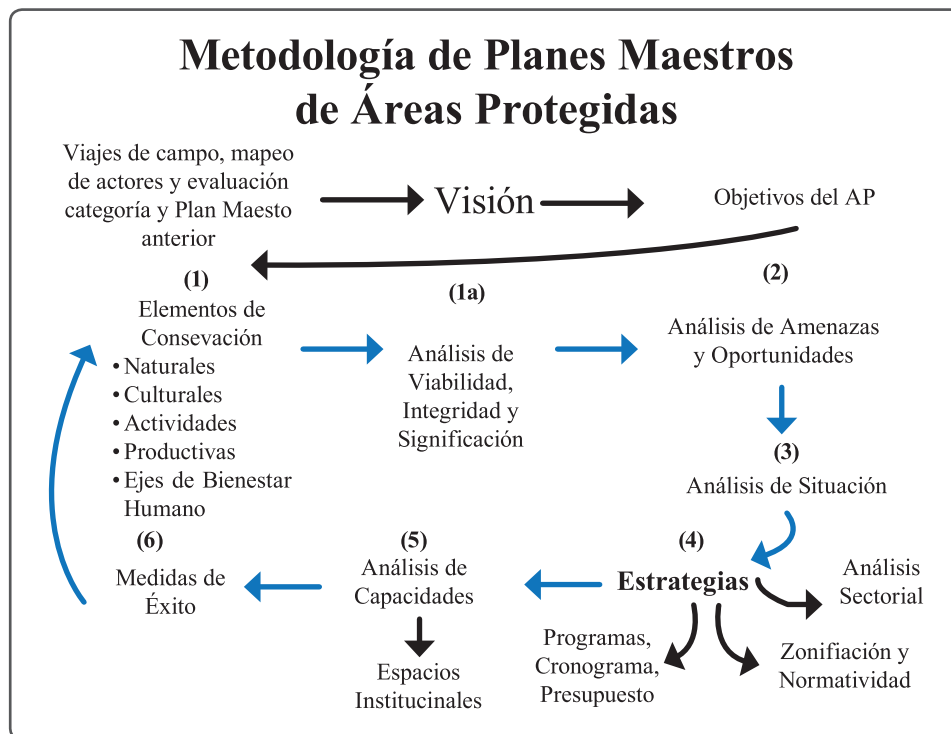 Metodología de Planes Maestros
de Áreas Protegidas
Viajes de campo, mapeo
de actores y evaluación
categoría y Plan Maesto
anterior
Visión
Objetivos del AP
(1)
Elementos de
Consevación
• Naturales
• Culturales
• Actividades
• Productivas
• Ejes de Bienestar
Humano
(1a)
Análisis de
Viabilidad,
Integridad y
Significación
(2)
Análisis de Amenazas
y Oportunidades
(3)
Análisis de Situación
(4)
Estrategias
Análisis
Sectorial
Zonifiación y
Normatividad
Programas,
Cronograma,
Presupuesto
(5)
Análisis de
Capacidades
Espacios
Institucinales
(6)
Medidas de
Éxito